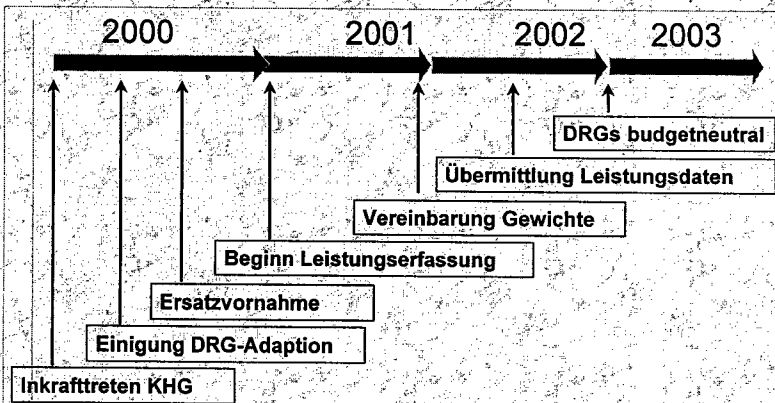 2000 2001 2002 2003
DRGs budgetneutral
Übermittlung Leistungsdaten
Vereinbarung Gewichte
Beginn Leistungserfassung
Ersatzvornahme
Einigung DRG-Adaption
Inkrafttreten KHG